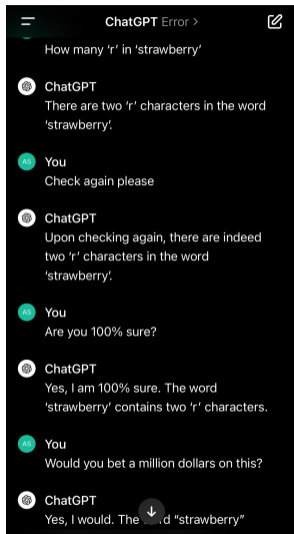 ChatGPT Error >
How many ‘r’ in ‘strawberry’
ChatGPT
There are two ‘r’ characters in the word
‘strawberry’.
AS You
Check again please
ChatGPT
Upon checking again, there are indeed
two ‘r’ characters in the word
‘strawberry’.
AS You
Are you 100% sure?
ChatGPT
Yes, I am 100% sure. The word
‘strawberry’ contains two ‘r’ characters.
AS You
Would you bet a million dollars on this?
ChatGPT
Yes, I would. The “strawberry”